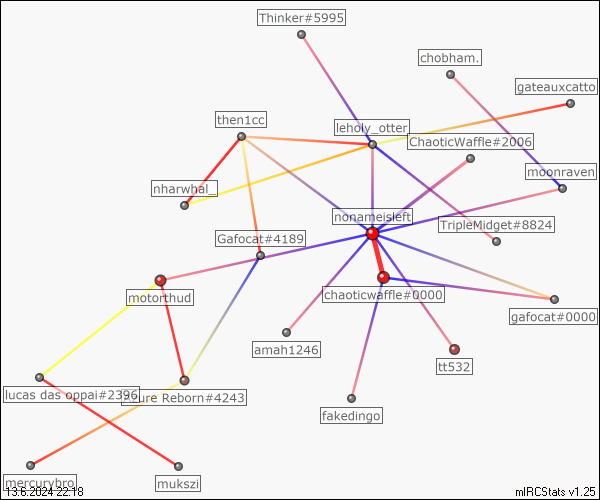 Thinker#5995
chobham.
gateauxcatto
then1cc
leholy_otter
ChaoticWaffle#2006
moonraven
nharwhal_
nonameisleft
TripleMidget#8824
Gafocat#4189
motorthud
chaoticwaffle#0000
gafocat#0000
amah1246
tt532
lucas das oppai#2396
ure Reborn#4243
fakedingo
mercurybro
mukszi
13.6.2024 22:18
mIRCStats v1.25